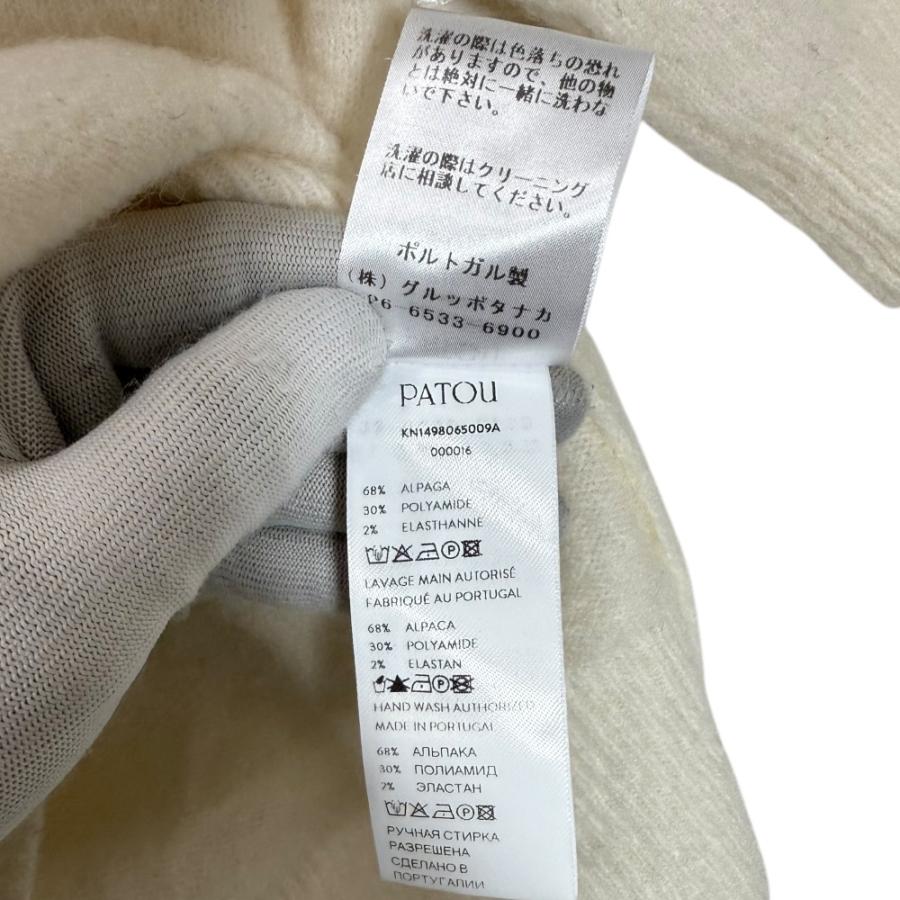 洗濯の際は色落ちの恐れ
がありますので、他の物
とは絶対に一緒に洗わな
いで下さい。
洗濯の際はクリーニング
店に相談してください。
ポルトガル製
(株)グルッポタナカ
6-6533-6900
PATOU
KN1498065009A
000016
68% ALPAGA
30% POLYAMIDE
2% ELASTHANNE
LAVAGE MAIN AUTORISÉ
FABRIQUÉ AU PORTUGAL
68% ALPACA
30% POLYAMIDE
2% ELASTAN
HAND WASH AUTHORIZED
MADE IN PORTUGAL
68% АЛЬПАКА
30% ПОЛИАМИД
2% ЭЛАСТАН
РУЧНАЯ СТИРКА
РАЗРЕШЕНА
СДЕЛАНО В
ПОРТУГАЛИИ